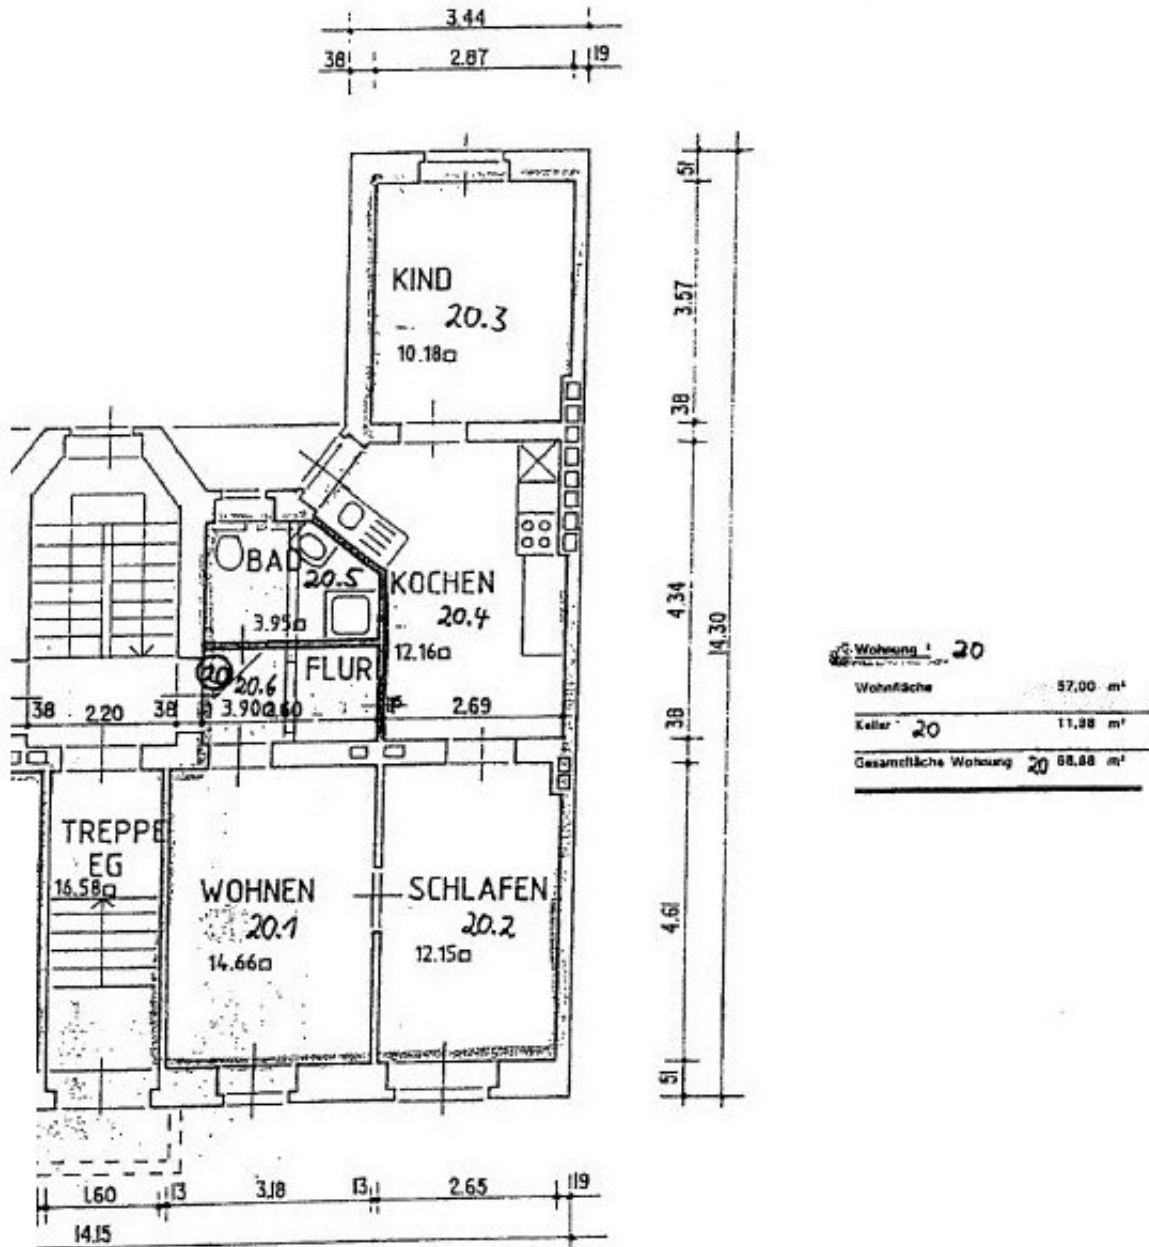 3.44
38 2.87 19
51
KIND
20.3
10.18
3.57
38
BAD
20.5
3.95
KOCHEN
20.4
12.16
4.34
14.30
20
20.6
FLUR
38 2.20 38 3.90 2.60 2.69
38
TREPPE
EG
16.58
WOHNEN
20.1
14.66
SCHLAFEN
20.2
12.15
4.61
51
1.60 13 3.18 13 2.65 19
14.15
Wohnung 20
Wohnfläche 57,00 m²
Keller 20 11,98 m²
Gesamtfläche Wohnung 20 68,98 m²